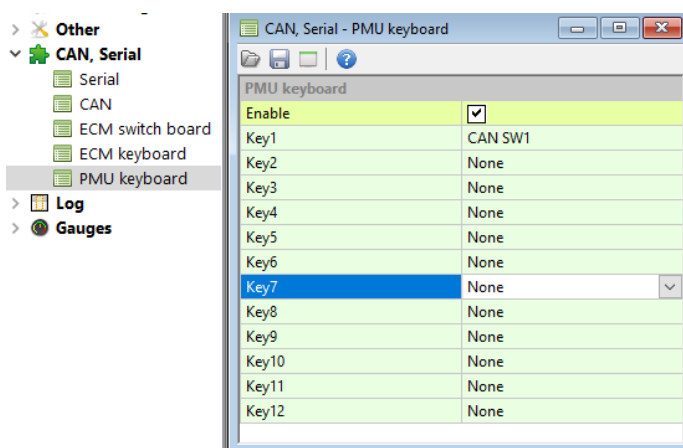 Other
CAN, Serial
Serial
CAN
ECM switch board
ECM keyboard
PMU keyboard
Log
Gauges
CAN, Serial - PMU keyboard
PMU keyboard
Enable
Key1 CAN SW1
Key2 None
Key3 None
Key4 None
Key5 None
Key6 None
Key7 None
Key8 None
Key9 None
Key10 None
Key11 None
Key12 None